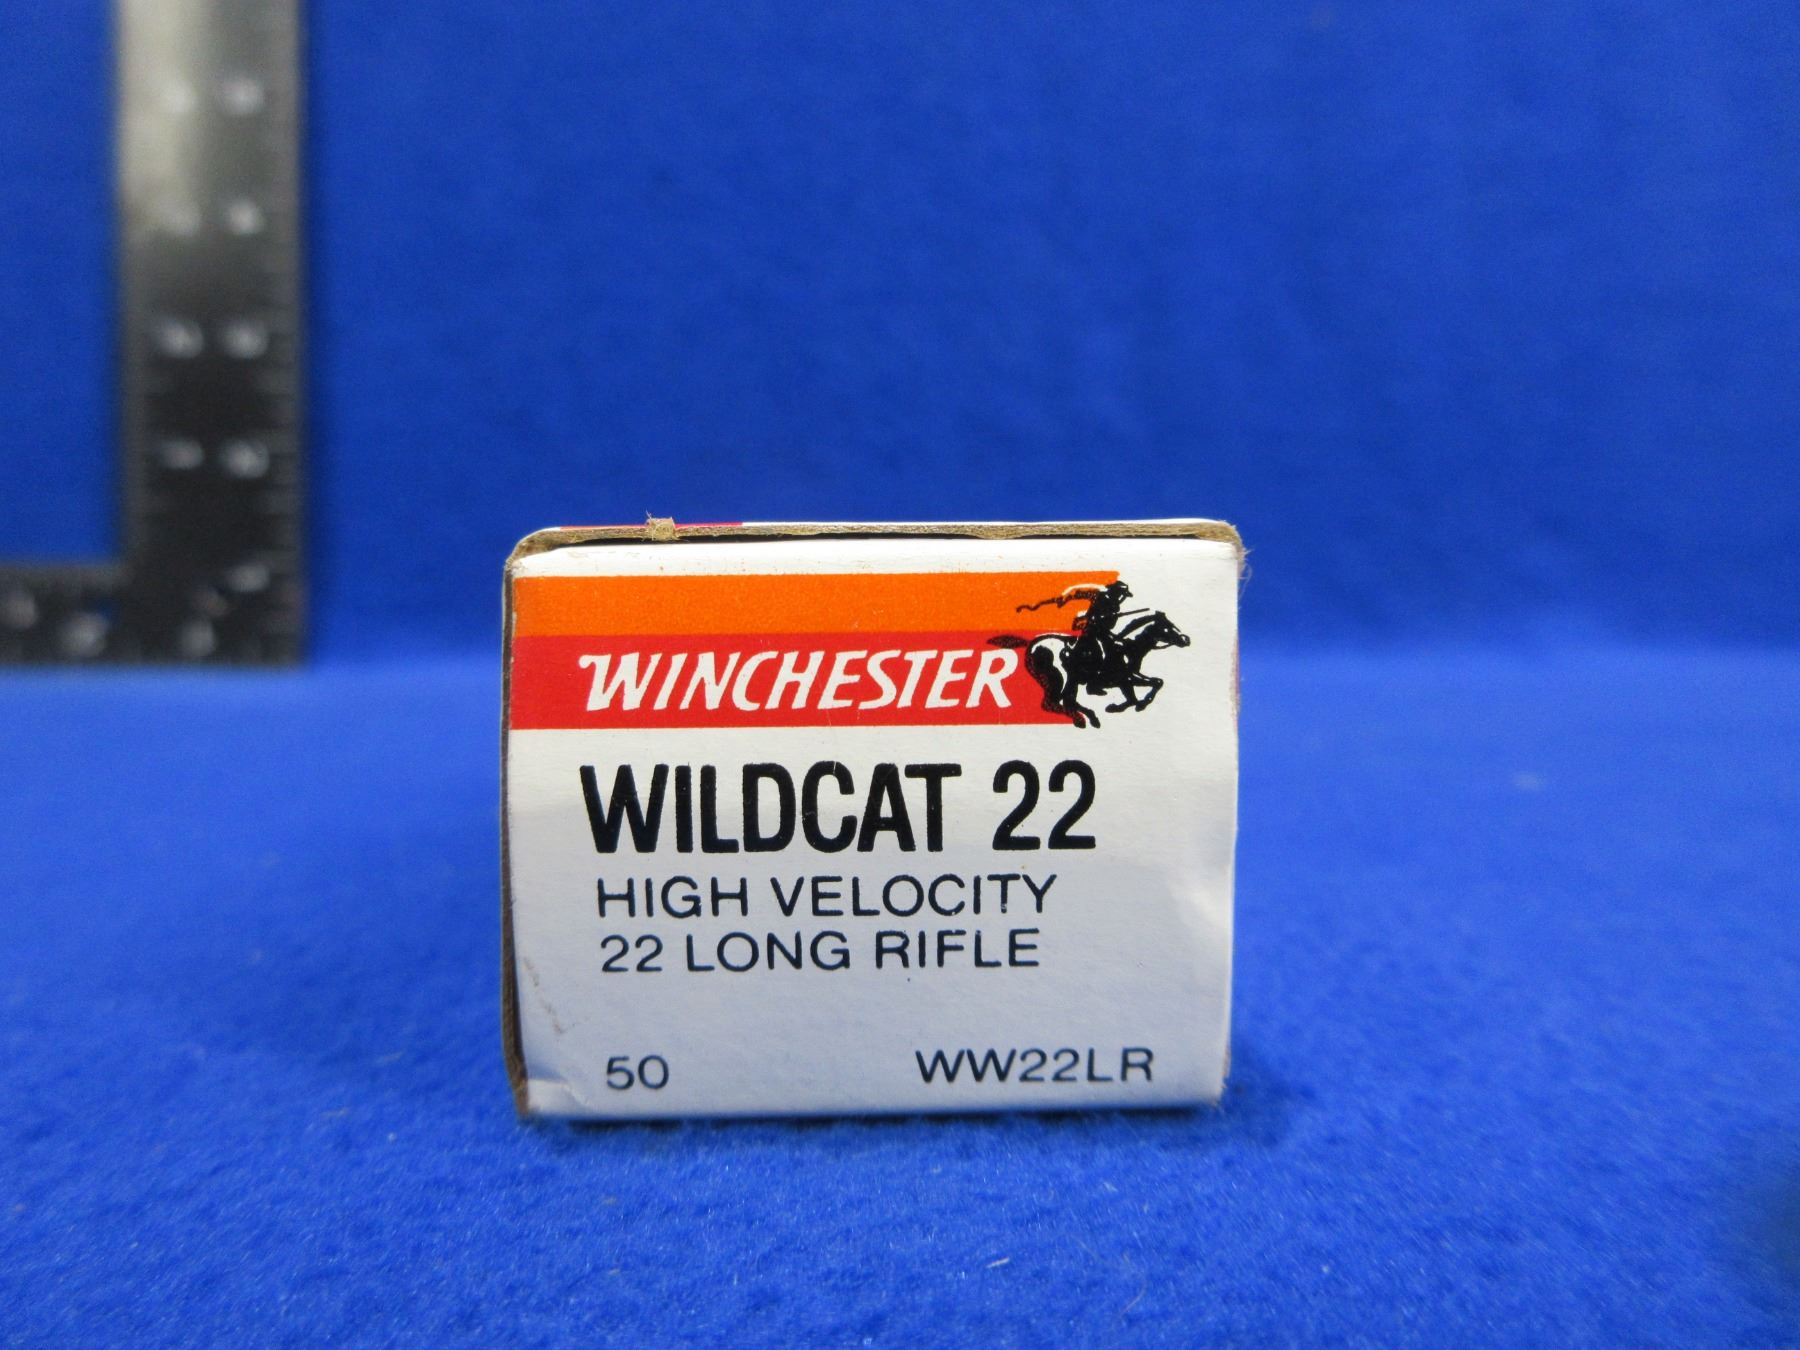 WINCHESTER
WILDCAT 22
HIGH VELOCITY
22 LONG RIFLE
50 WW22LR